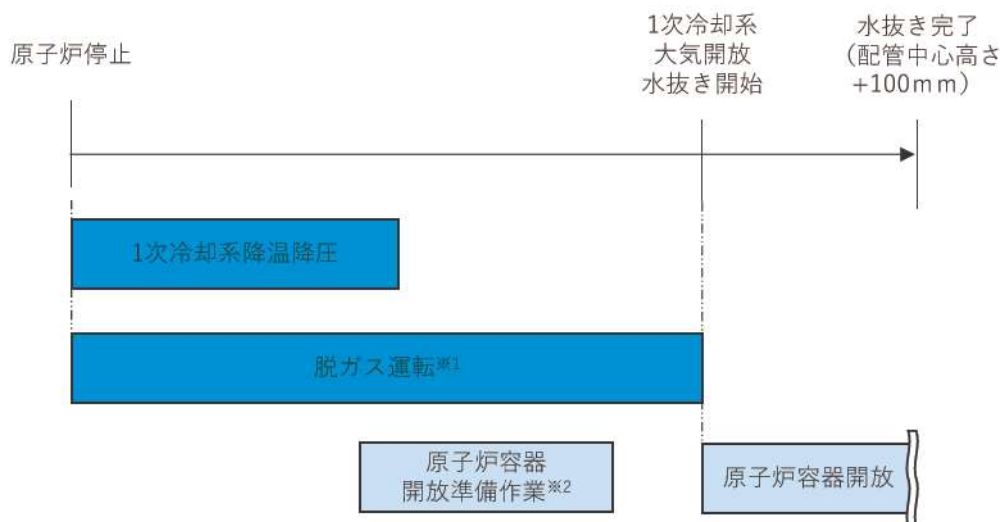 原子炉停止
1次冷却系
大気開放
水抜き開始
水抜き完了
(配管中心高さ
+100mm)
1次冷却系降温降圧
脱ガス運転※1
原子炉容器
開放準備作業※2
原子炉容器開放